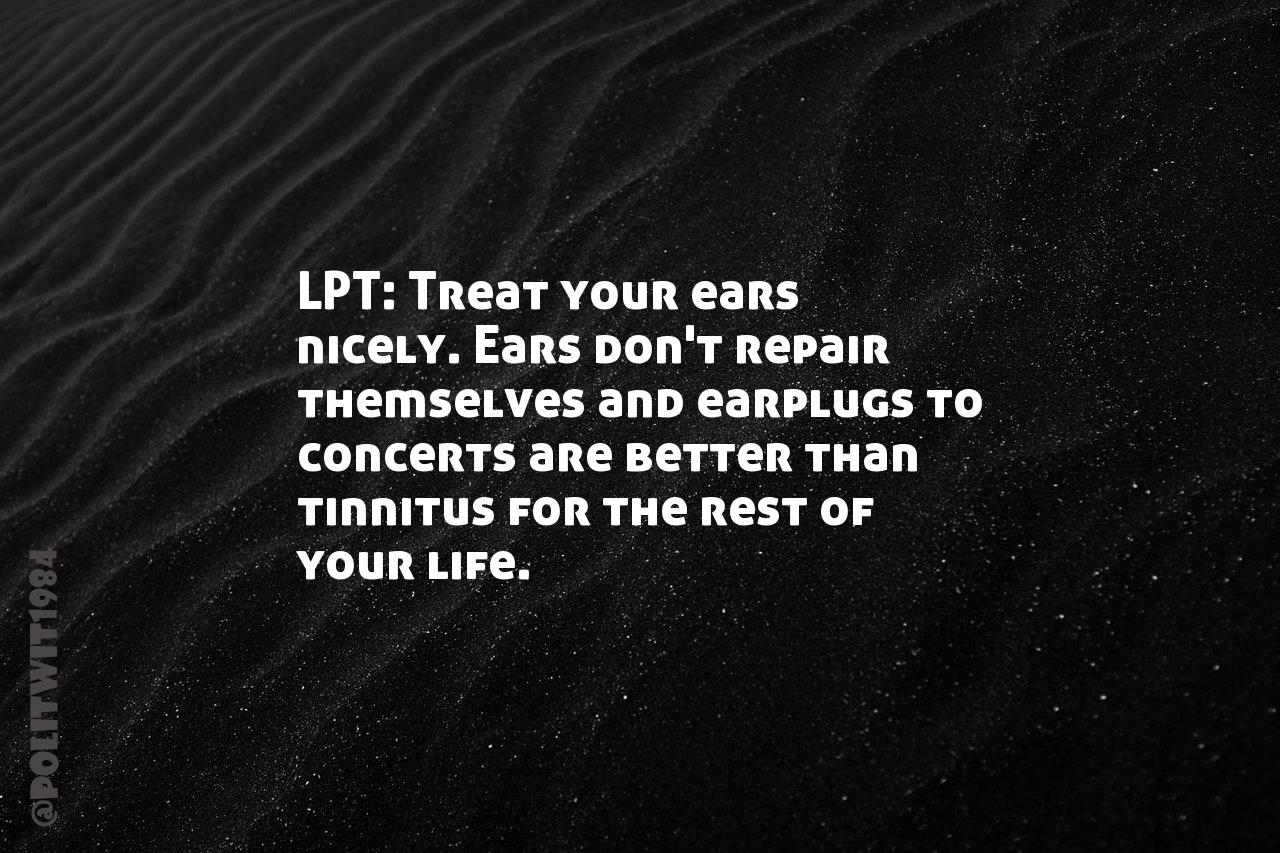 LPT: Treat your ears
nicely. Ears don't repair
themselves and earplugs to
concerts are better than
tinnitus for the rest of
your life.
@POLITWIT1984